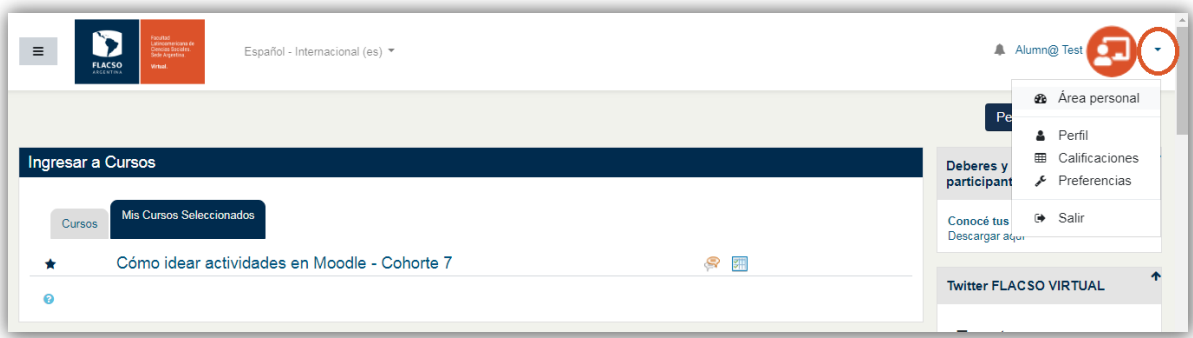 Facultad
Latinoamericana de
Ciencias Sociales.
Sede Argentina
Virtual.
FLACSO
ARGENTINA
Español - Internacional (es)
Alumn@ Test
Área personal
Pe
Perfil
Calificaciones
Preferencias
Salir
Ingresar a Cursos
Cursos
Mis Cursos Seleccionados
Cómo idear actividades en Moodle - Cohorte 7
Deberes y
participant
Conocé tus
Descargar aquí
Twitter FLACSO VIRTUAL